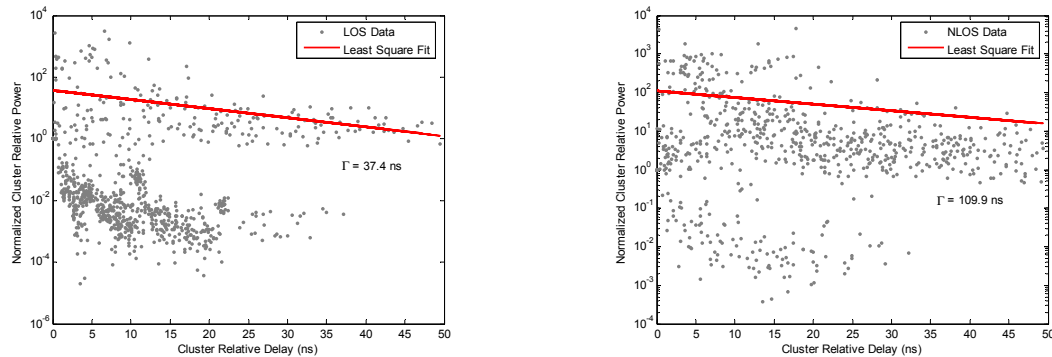 LOS Data
Least Square Fit
10^4
10^2
10^0
10^-2
10^-4
10^-6
Normalized Cluster Relative Power
Γ = 37.4 ns
0 5 10 15 20 25 30 35 40 45 50
Cluster Relative Delay (ns)
NLOS Data
Least Square Fit
10^5
10^4
10^3
10^2
10^1
10^0
10^-1
10^-2
10^-3
10^-4
Normalized Cluster Relative Power
Γ = 109.9 ns
0 5 10 15 20 25 30 35 40 45 50
Cluster Relative Delay (ns)